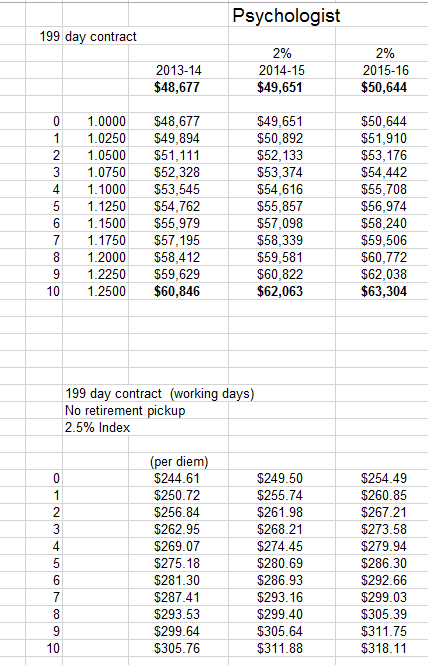 Psychologist
199 day contract
2% 2%
2013-14 2014-15 2015-16
$48,677 $49,651 $50,644
0 1.0000 $48,677 $49,651 $50,644
1 1.0250 $49,894 $50,892 $51,910
2 1.0500 $51,111 $52,133 $53,176
3 1.0750 $52,328 $53,374 $54,442
4 1.1000 $53,545 $54,616 $55,708
5 1.1250 $54,762 $55,857 $56,974
6 1.1500 $55,979 $57,098 $58,240
7 1.1750 $57,195 $58,339 $59,506
8 1.2000 $58,412 $59,581 $60,772
9 1.2250 $59,629 $60,822 $62,038
10 1.2500 $60,846 $62,063 $63,304
199 day contract (working days)
No retirement pickup
2.5% Index
(per diem)
0 $244.61 $249.50 $254.49
1 $250.72 $255.74 $260.85
2 $256.84 $261.98 $267.21
3 $262.95 $268.21 $273.58
4 $269.07 $274.45 $279.94
5 $275.18 $280.69 $286.30
6 $281.30 $286.93 $292.66
7 $287.41 $293.16 $299.03
8 $293.53 $299.40 $305.39
9 $299.64 $305.64 $311.75
10 $305.76 $311.88 $318.11